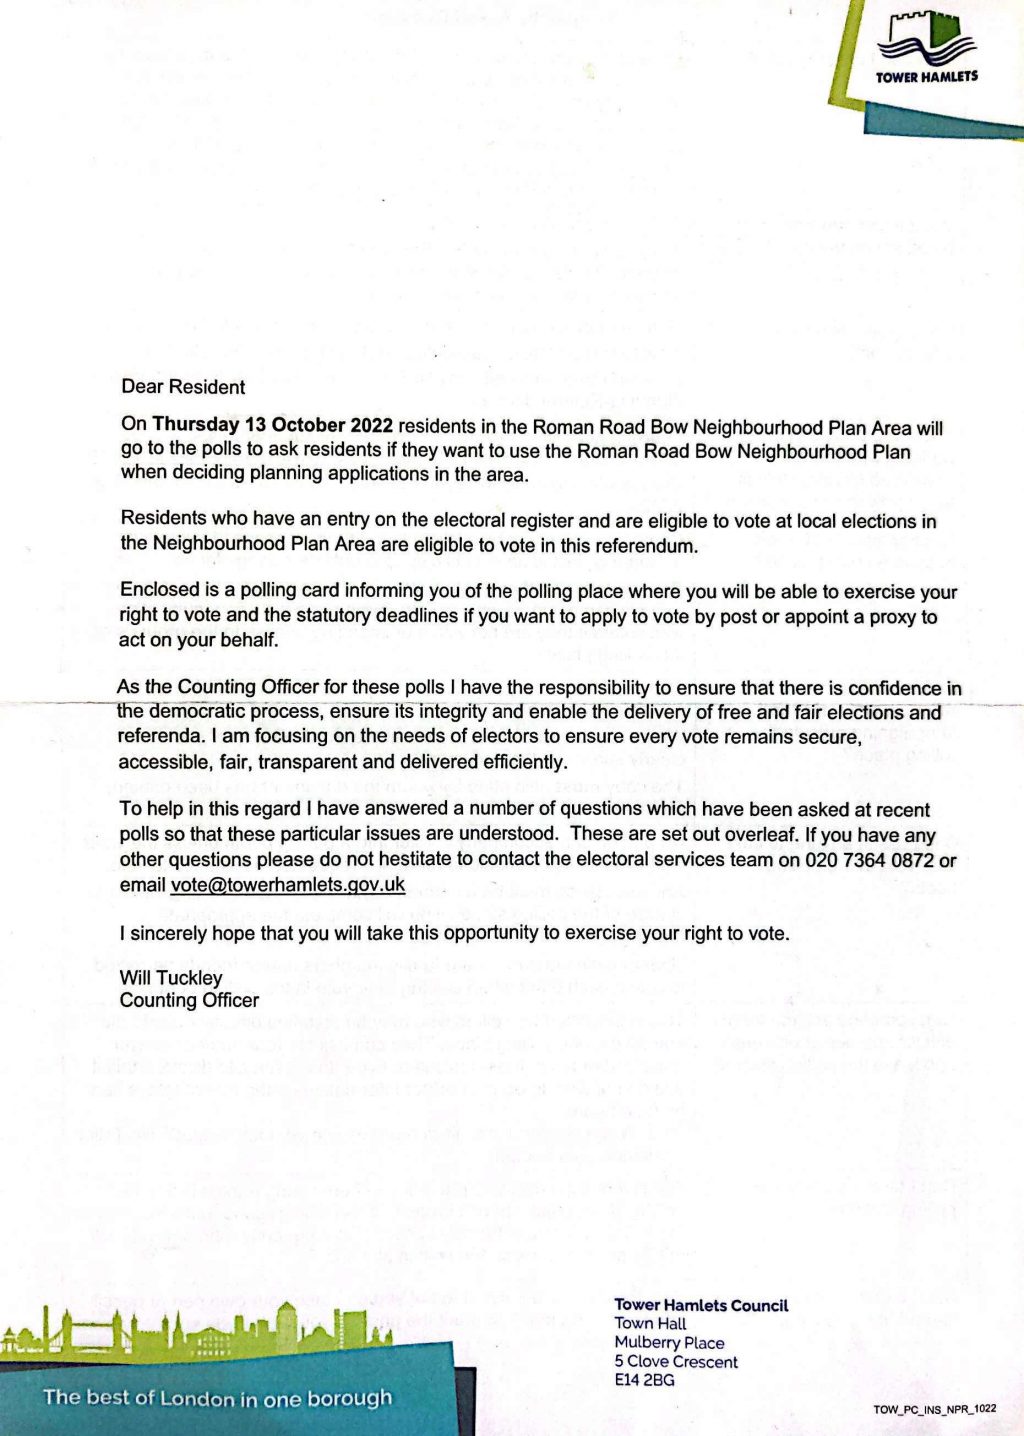 TOWER HAMLETS
Dear Resident
On Thursday 13 October 2022 residents in the Roman Road Bow Neighbourhood Plan Area will
go to the polls to ask residents if they want to use the Roman Road Bow Neighbourhood Plan
when deciding planning applications in the area.
Residents who have an entry on the electoral register and are eligible to vote at local elections in
the Neighbourhood Plan Area are eligible to vote in this referendum.
Enclosed is a polling card informing you of the polling place where you will be able to exercise your
right to vote and the statutory deadlines if you want to apply to vote by post or appoint a proxy to
act on your behalf.
As the Counting Officer for these polls I have the responsibility to ensure that there is confidence in
the democratic process, ensure its integrity and enable the delivery of free and fair elections and
referenda. I am focusing on the needs of electors to ensure every vote remains secure,
accessible, fair, transparent and delivered efficiently.
To help in this regard I have answered a number of questions which have been asked at recent
polls so that these particular issues are understood.  These are set out overleaf. If you have any
other questions please do not hestitate to contact the electoral services team on 020 7364 0872 or
email vote@towerhamlets.gov.uk
I sincerely hope that you will take this opportunity to exercise your right to vote.
Will Tuckley
Counting Officer
Tower Hamlets Council
Town Hall
Mulberry Place
5 Clove Crescent
E14 2BG
The best of London in one borough
TOW_PC_INS_NPR_1022